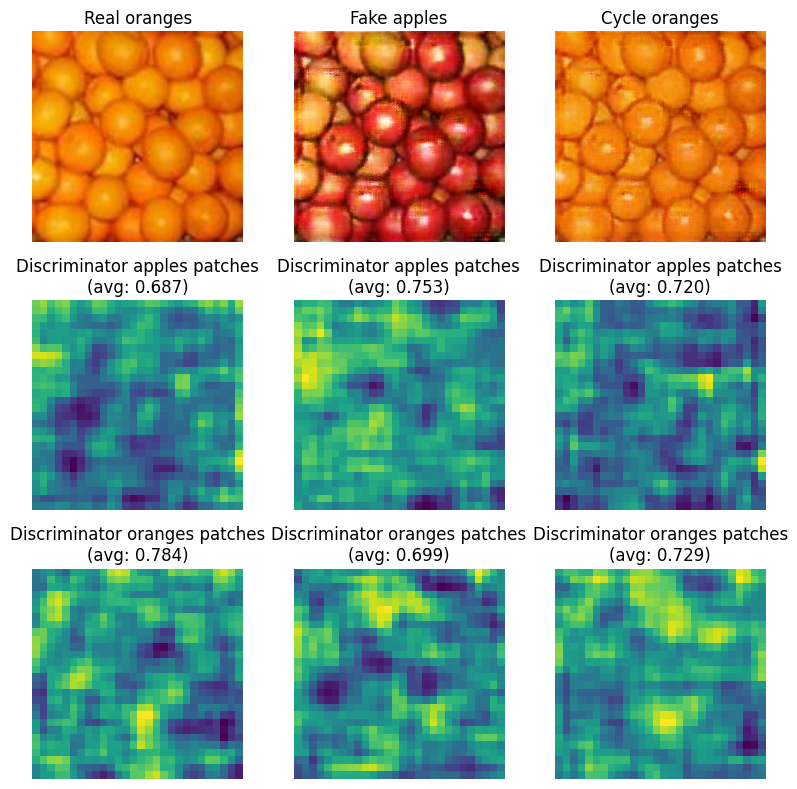 Real oranges
Fake apples
Cycle oranges
Discriminator apples patches
(avg: 0.687)
Discriminator apples patches
(avg: 0.753)
Discriminator apples patches
(avg: 0.720)
Discriminator oranges patches
(avg: 0.784)
Discriminator oranges patches
(avg: 0.699)
Discriminator oranges patches
(avg: 0.729)